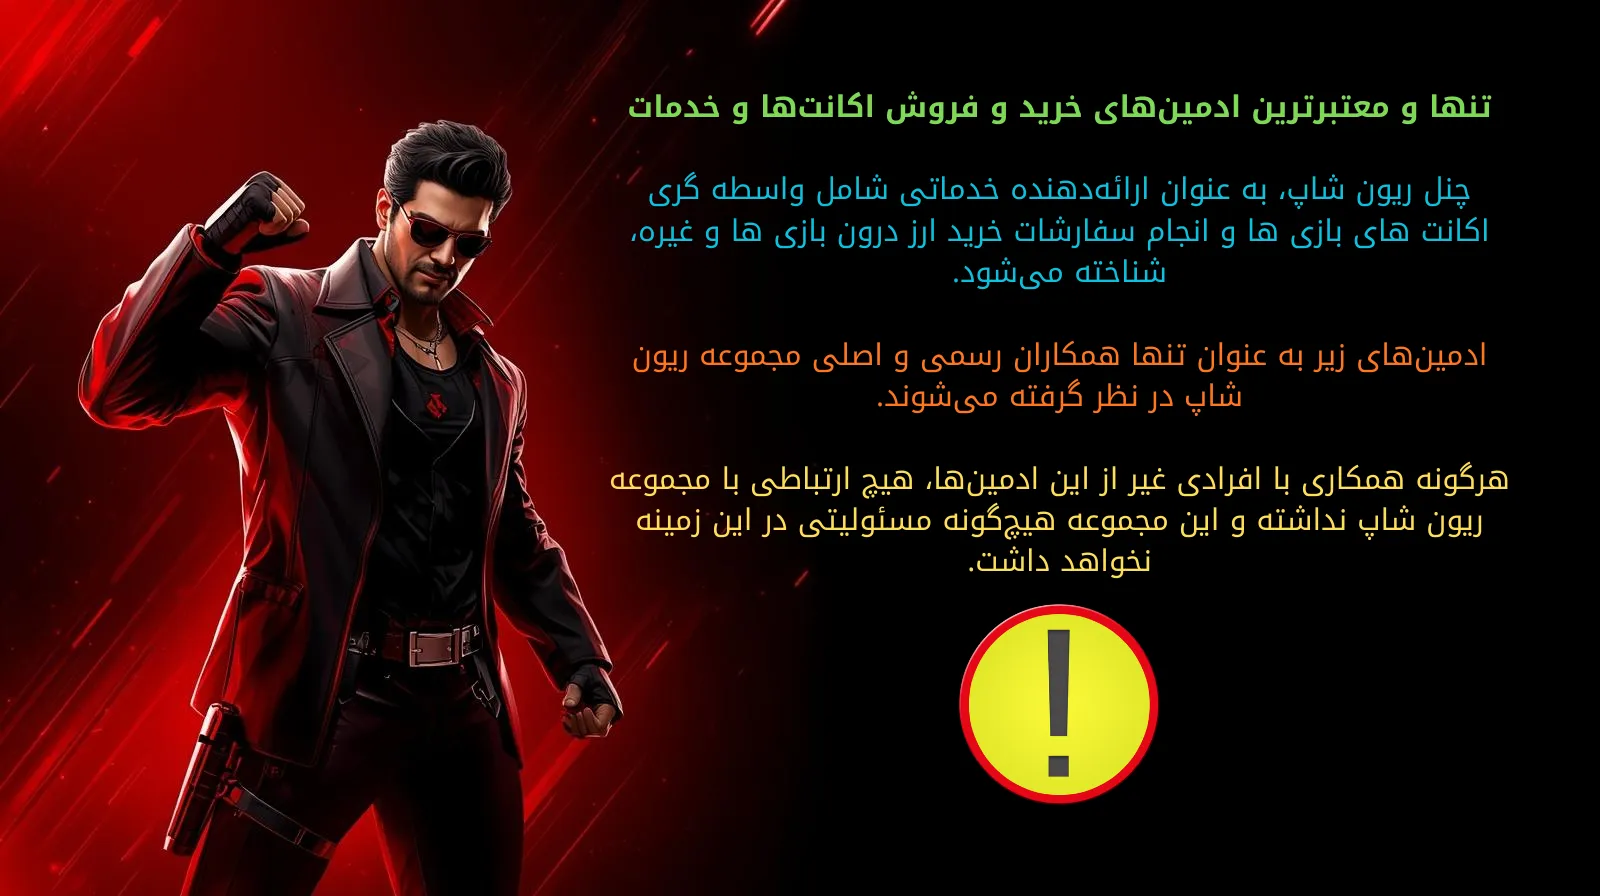 تنها و معتبرترین ادمین‌های خرید و فروش اکانت‌ها و خدمات
چنل ریون شاپ، به عنوان ارائه‌دهنده خدماتی شامل واسطه گری
اکانت های بازی ها و انجام سفارشات خرید ارز درون بازی ها و غیره،
شناخته می‌شود.
ادمین‌های زیر به عنوان تنها همکاران رسمی و اصلی مجموعه ریون
شاپ در نظر گرفته می‌شوند.
هرگونه همکاری با افرادی غیر از این ادمین‌ها، هیچ ارتباطی با مجموعه
ریون شاپ نداشته و این مجموعه هیچ‌گونه مسئولیتی در این زمینه
نخواهد داشت.
!